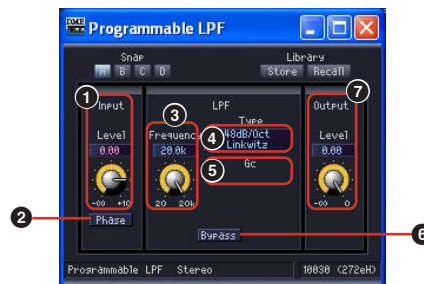 DME Programmable LPF
Snap Library
A B C D Store Recall
1 3 7
Input LPF Output
Type
Level Frequency 4 48dB/Oct Level
0.00 20.0k Linkwitz 0.00
5 Gc
-∞ +10 20 20k -∞ 0
2 Phase
Bypass 6
Programmable LPF Stereo 10030 (272eH)